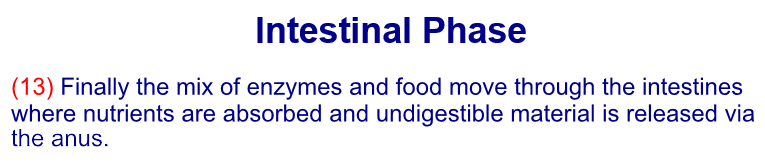 Intestinal Phase
(13) Finally the mix of enzymes and food move through the intestines
where nutrients are absorbed and undigestible material is released via
the anus.